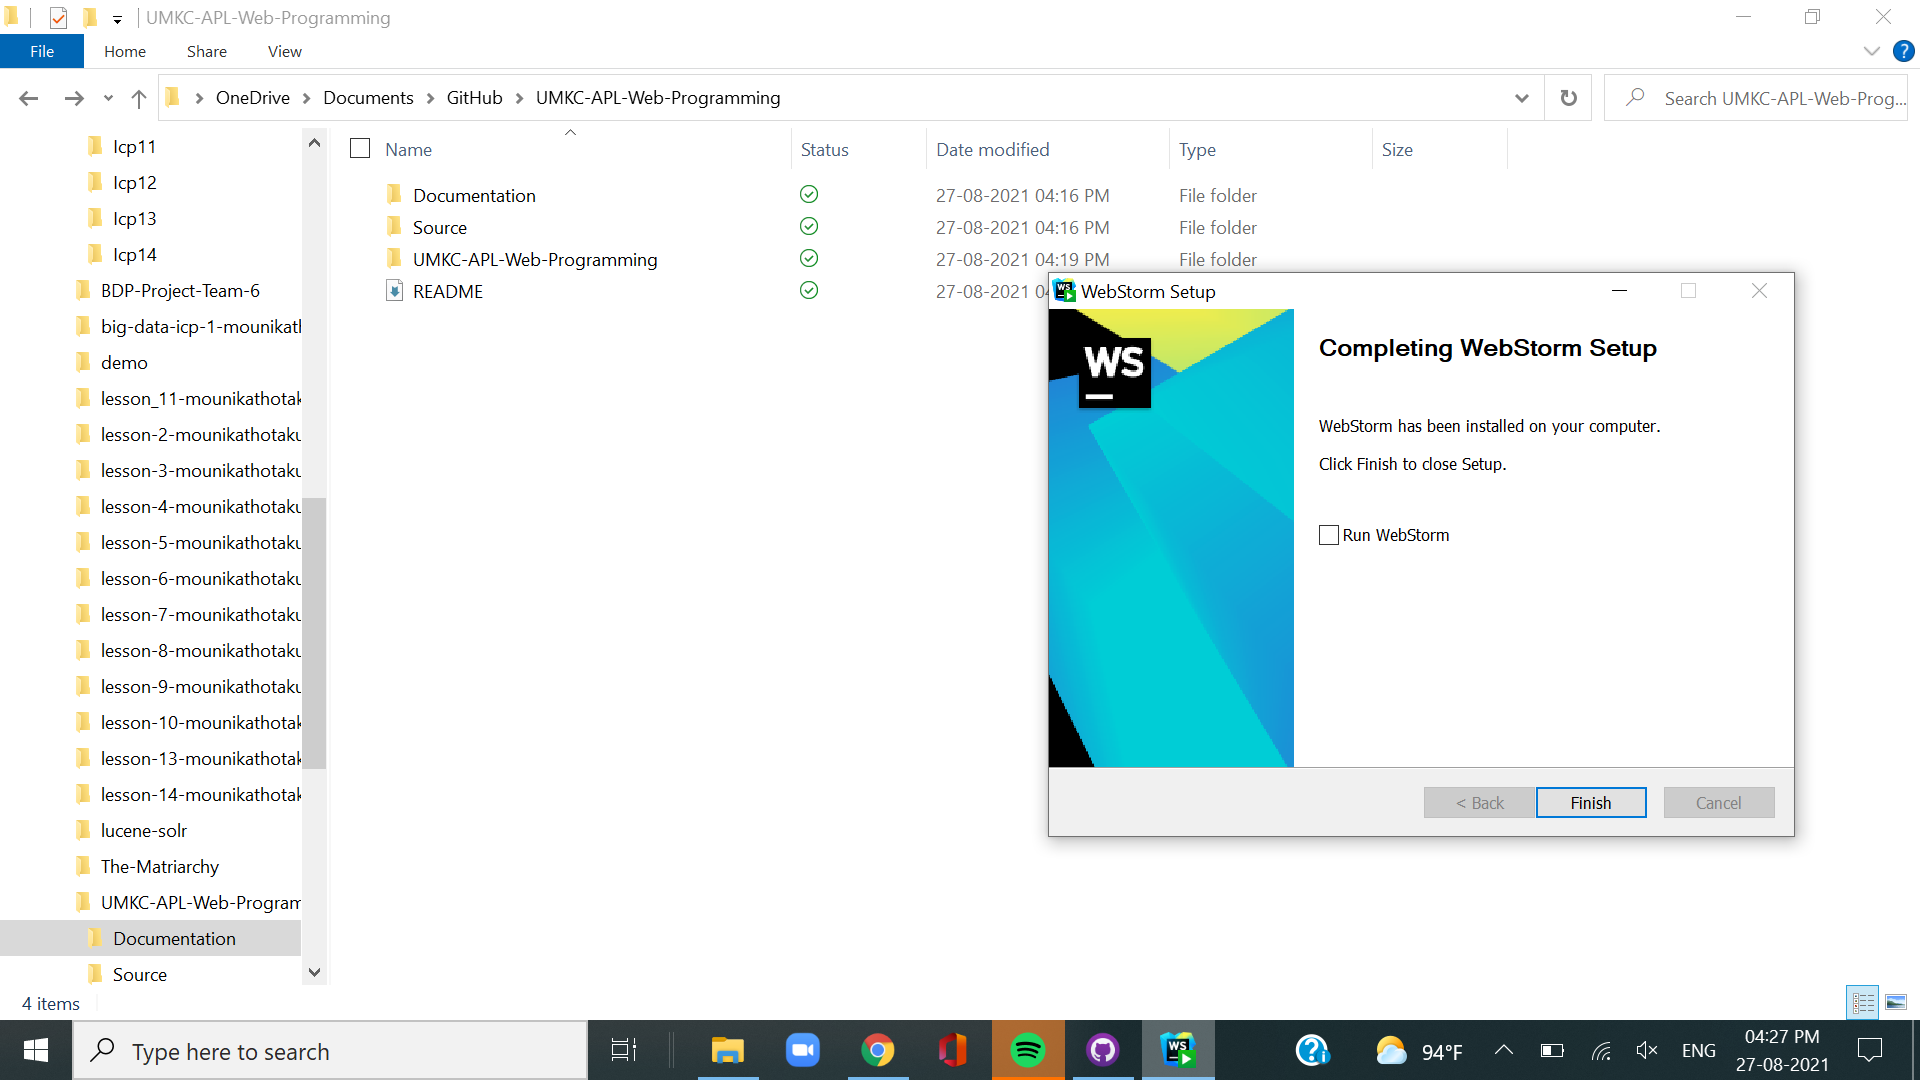 UMKC-APL-Web-Programming
File Home Share View
OneDrive Documents GitHub UMKC-APL-Web-Programming
Search UMKC-APL-Web-Prog...
Icp11
Icp12
Icp13
Icp14
BDP-Project-Team-6
big-data-icp-1-mounikatl
demo
lesson_11-mounikathotak
lesson-2-mounikathotaku
lesson-3-mounikathotaku
lesson-4-mounikathotaku
lesson-5-mounikathotaku
lesson-6-mounikathotaku
lesson-7-mounikathotaku
lesson-8-mounikathotaku
lesson-9-mounikathotaku
lesson-10-mounikathotak
lesson-13-mounikathotak
lesson-14-mounikathotak
lucene-solr
The-Matriarchy
UMKC-APL-Web-Program
Documentation
Source
Name Status Date modified Type Size
Documentation 27-08-2021 04:16 PM File folder
Source 27-08-2021 04:16 PM File folder
UMKC-APL-Web-Programming 27-08-2021 04:19 PM File folder
README 27-08-2021 04
WebStorm Setup
WS
Completing WebStorm Setup
WebStorm has been installed on your computer.
Click Finish to close Setup.
Run WebStorm
< Back Finish Cancel
4 items
Type here to search
WS
94°F
ENG
04:27 PM
27-08-2021